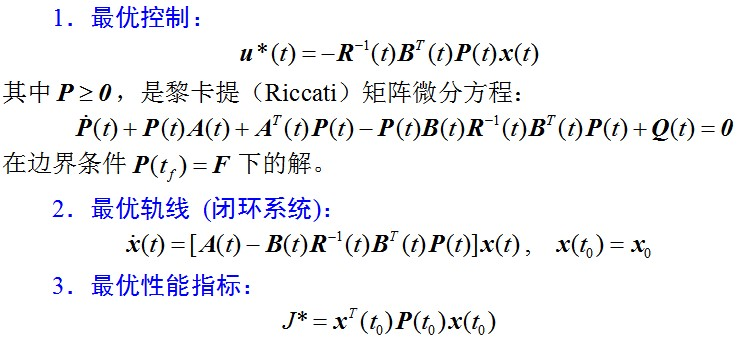 1．最优控制：
u*(t)=−R⁻¹(t)Bᵀ(t)P(t)x(t)
其中 P ≥ 0，是黎卡提（Riccati）矩阵微分方程：
Ṗ(t)+P(t)A(t)+Aᵀ(t)P(t)−P(t)B(t)R⁻¹(t)Bᵀ(t)P(t)+Q(t)=0
在边界条件 P(t_f)=F 下的解。
2．最优轨线 (闭环系统)：
ẋ(t)=[A(t)−B(t)R⁻¹(t)Bᵀ(t)P(t)]x(t)， x(t₀)=x₀
3．最优性能指标：
J*=xᵀ(t₀)P(t₀)x(t₀)